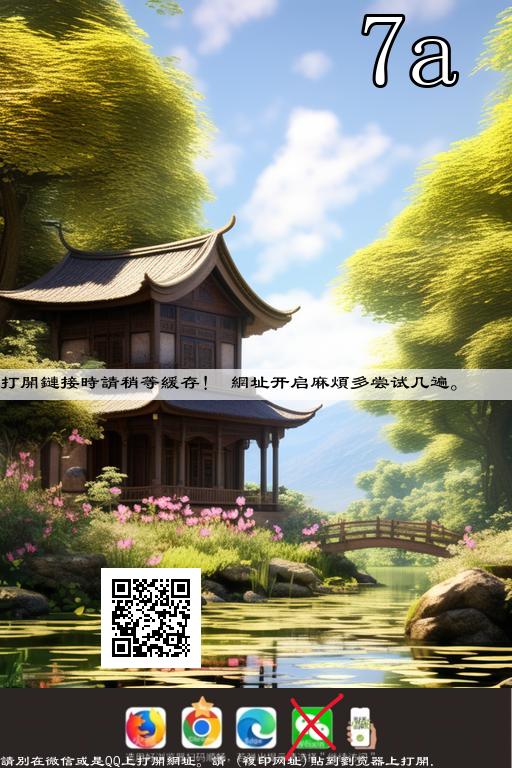 7a
打開鏈接時請稍等緩存！ 網址开启麻煩多尝试几遍。
請別在微信或是QQ上打開網址。請 (複印网址)貼到劉览器上打開.